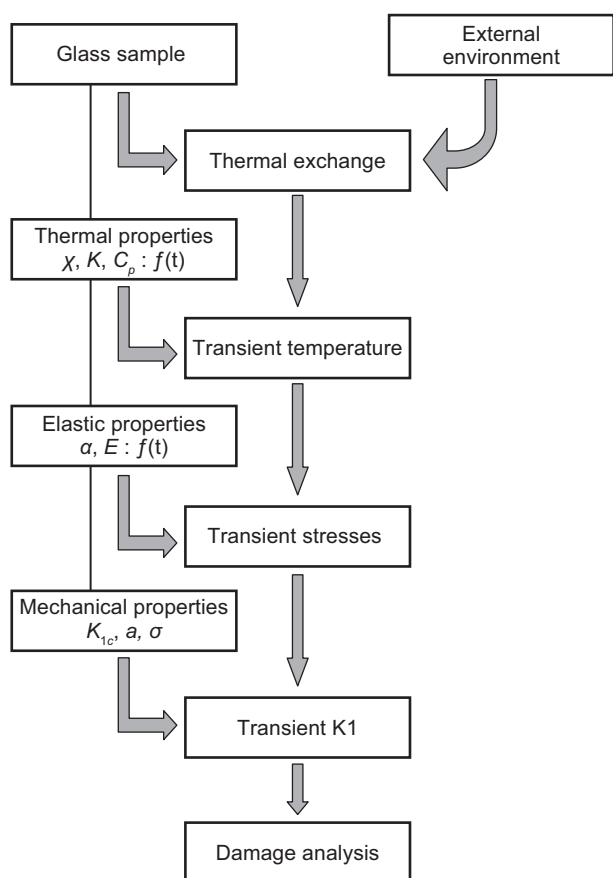 Glass sample
External
environment
Thermal exchange
Thermal properties
χ, K, Cₚ : ƒ(t)
Transient temperature
Elastic properties
α, E : ƒ(t)
Transient stresses
Mechanical properties
K₁c, a, σ
Transient K1
Damage analysis